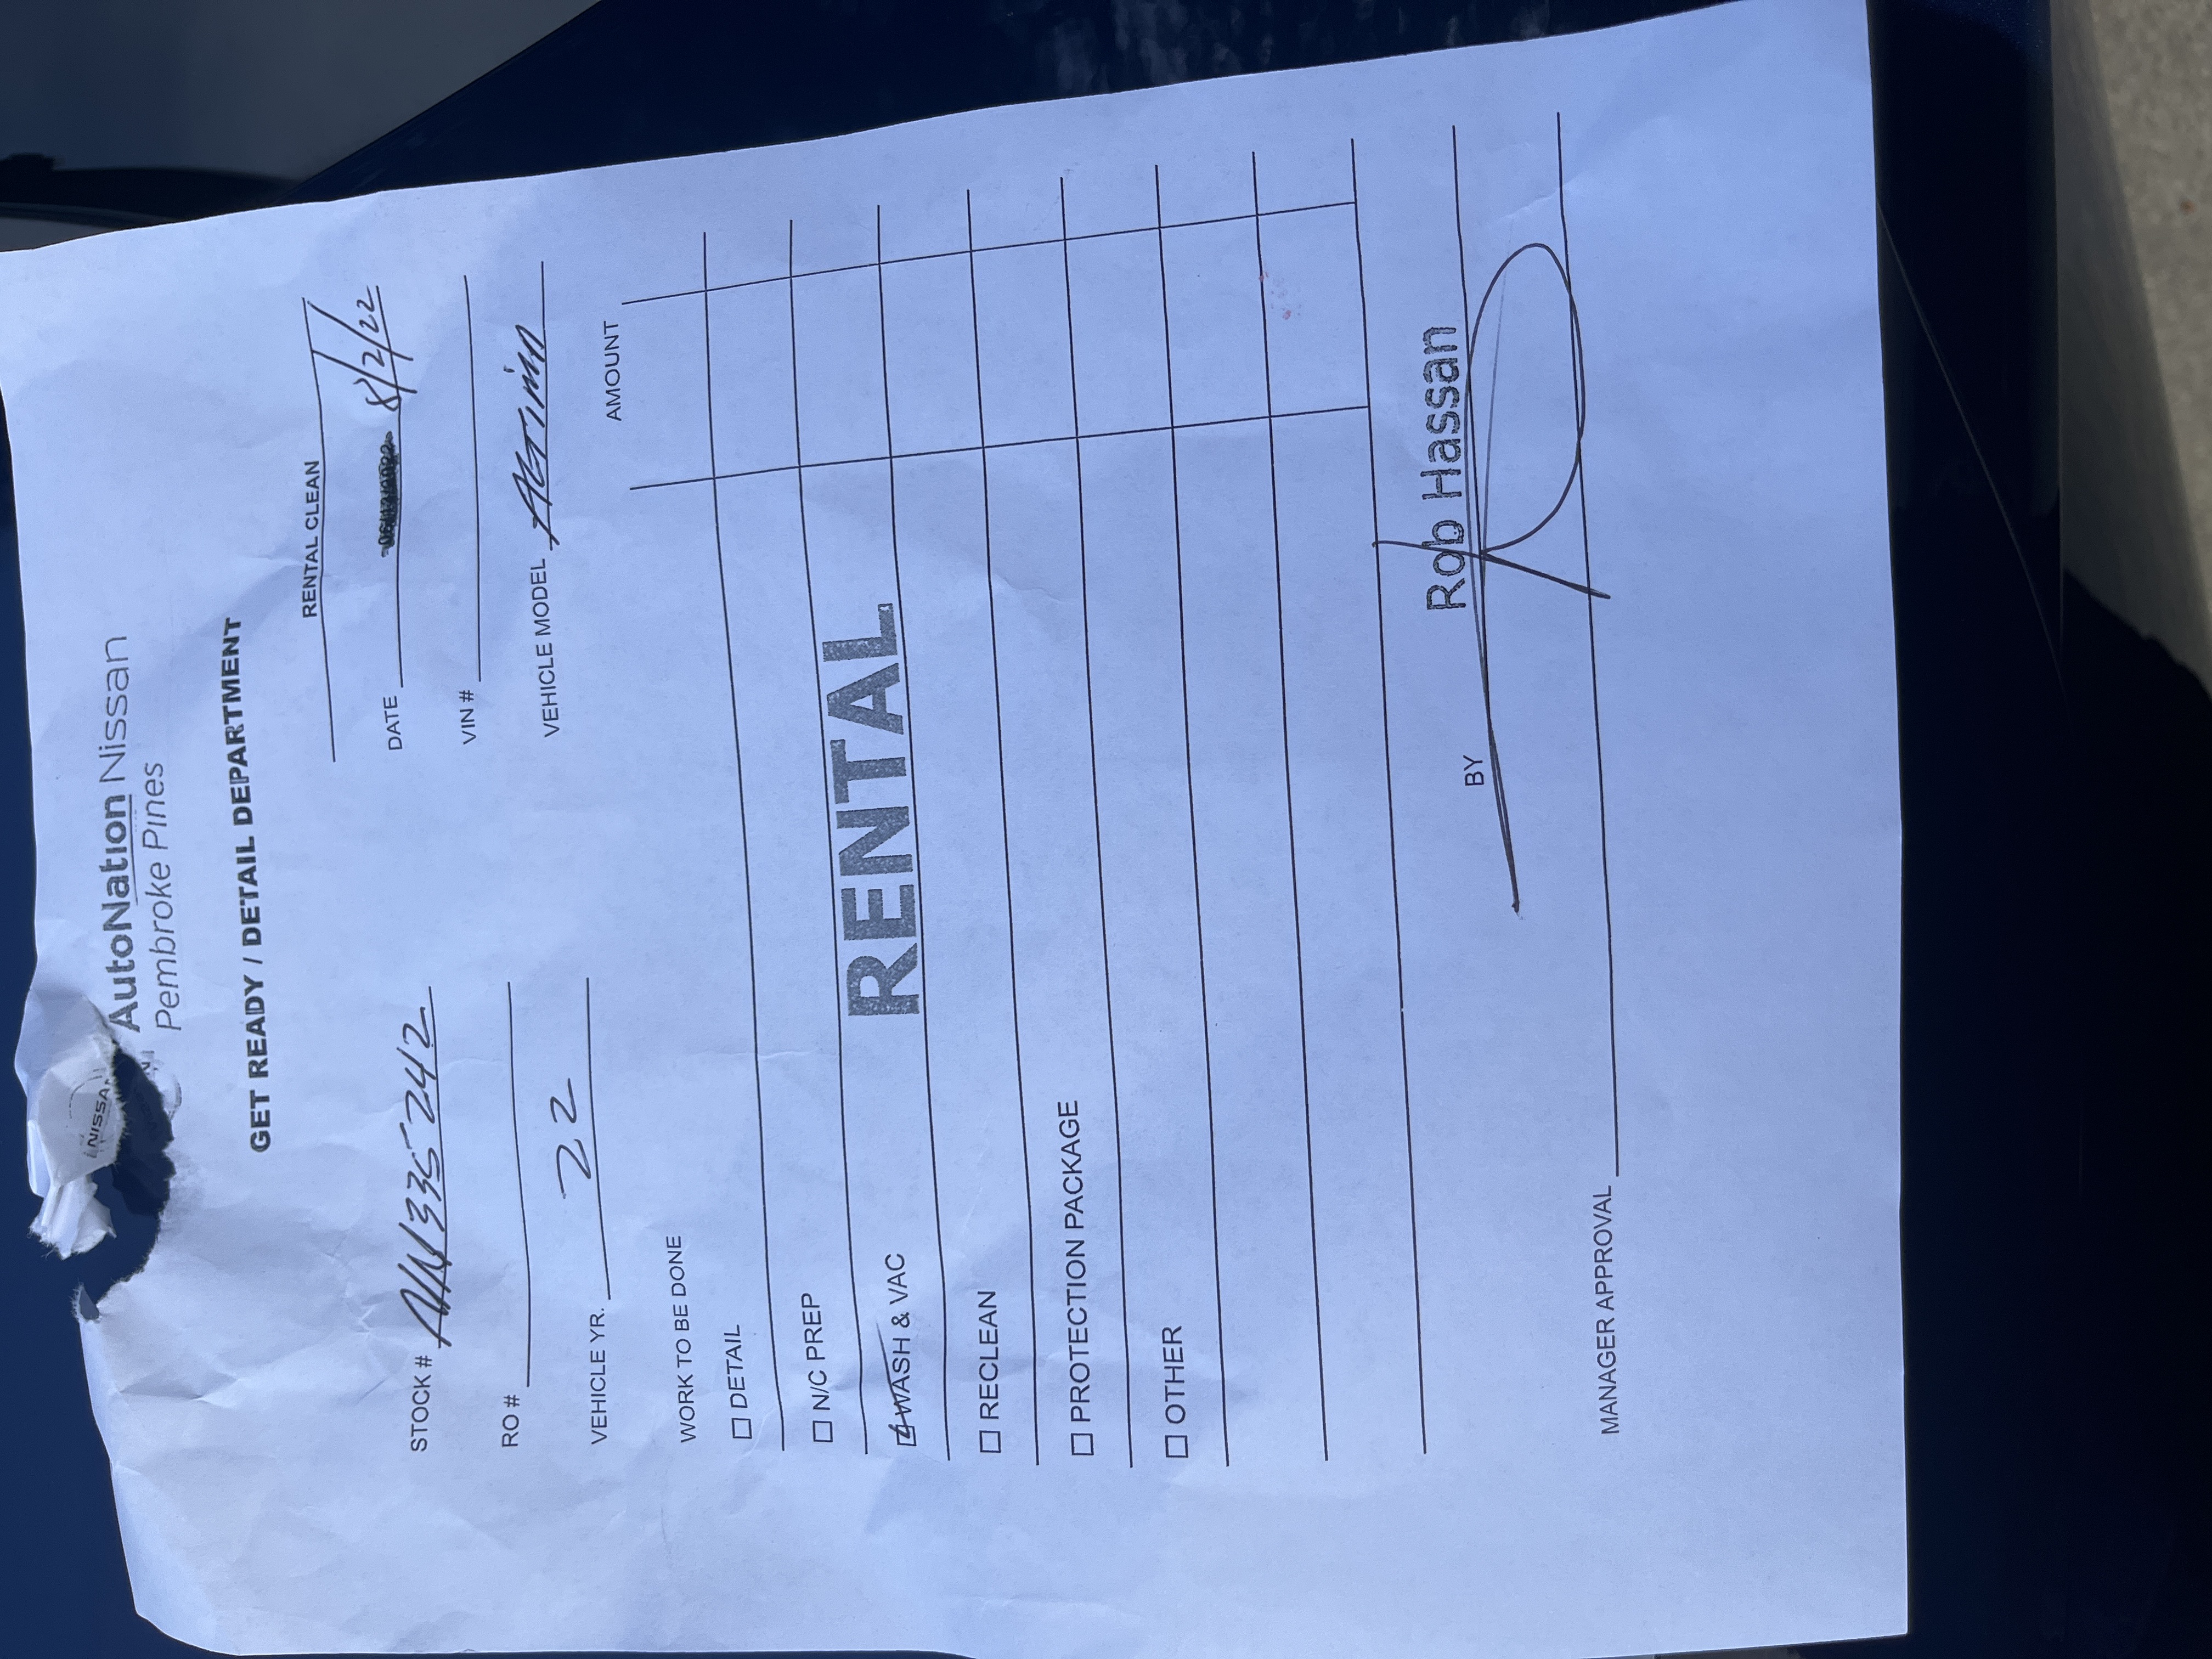 NISSA
AutoNation Nissan
Pembroke Pines
GET READY / DETAIL DEPARTMENT
RENTAL CLEAN
STOCK # AN335242 DATE 8/2/22
RO # VIN #
VEHICLE YR. 22 VEHICLE MODEL ALTIMA
WORK TO BE DONE AMOUNT
☐ DETAIL
☐ N/C PREP
☑ WASH & VAC RENTAL
☐ RECLEAN
☐ PROTECTION PACKAGE
☐ OTHER
BY Rob Hassan
MANAGER APPROVAL